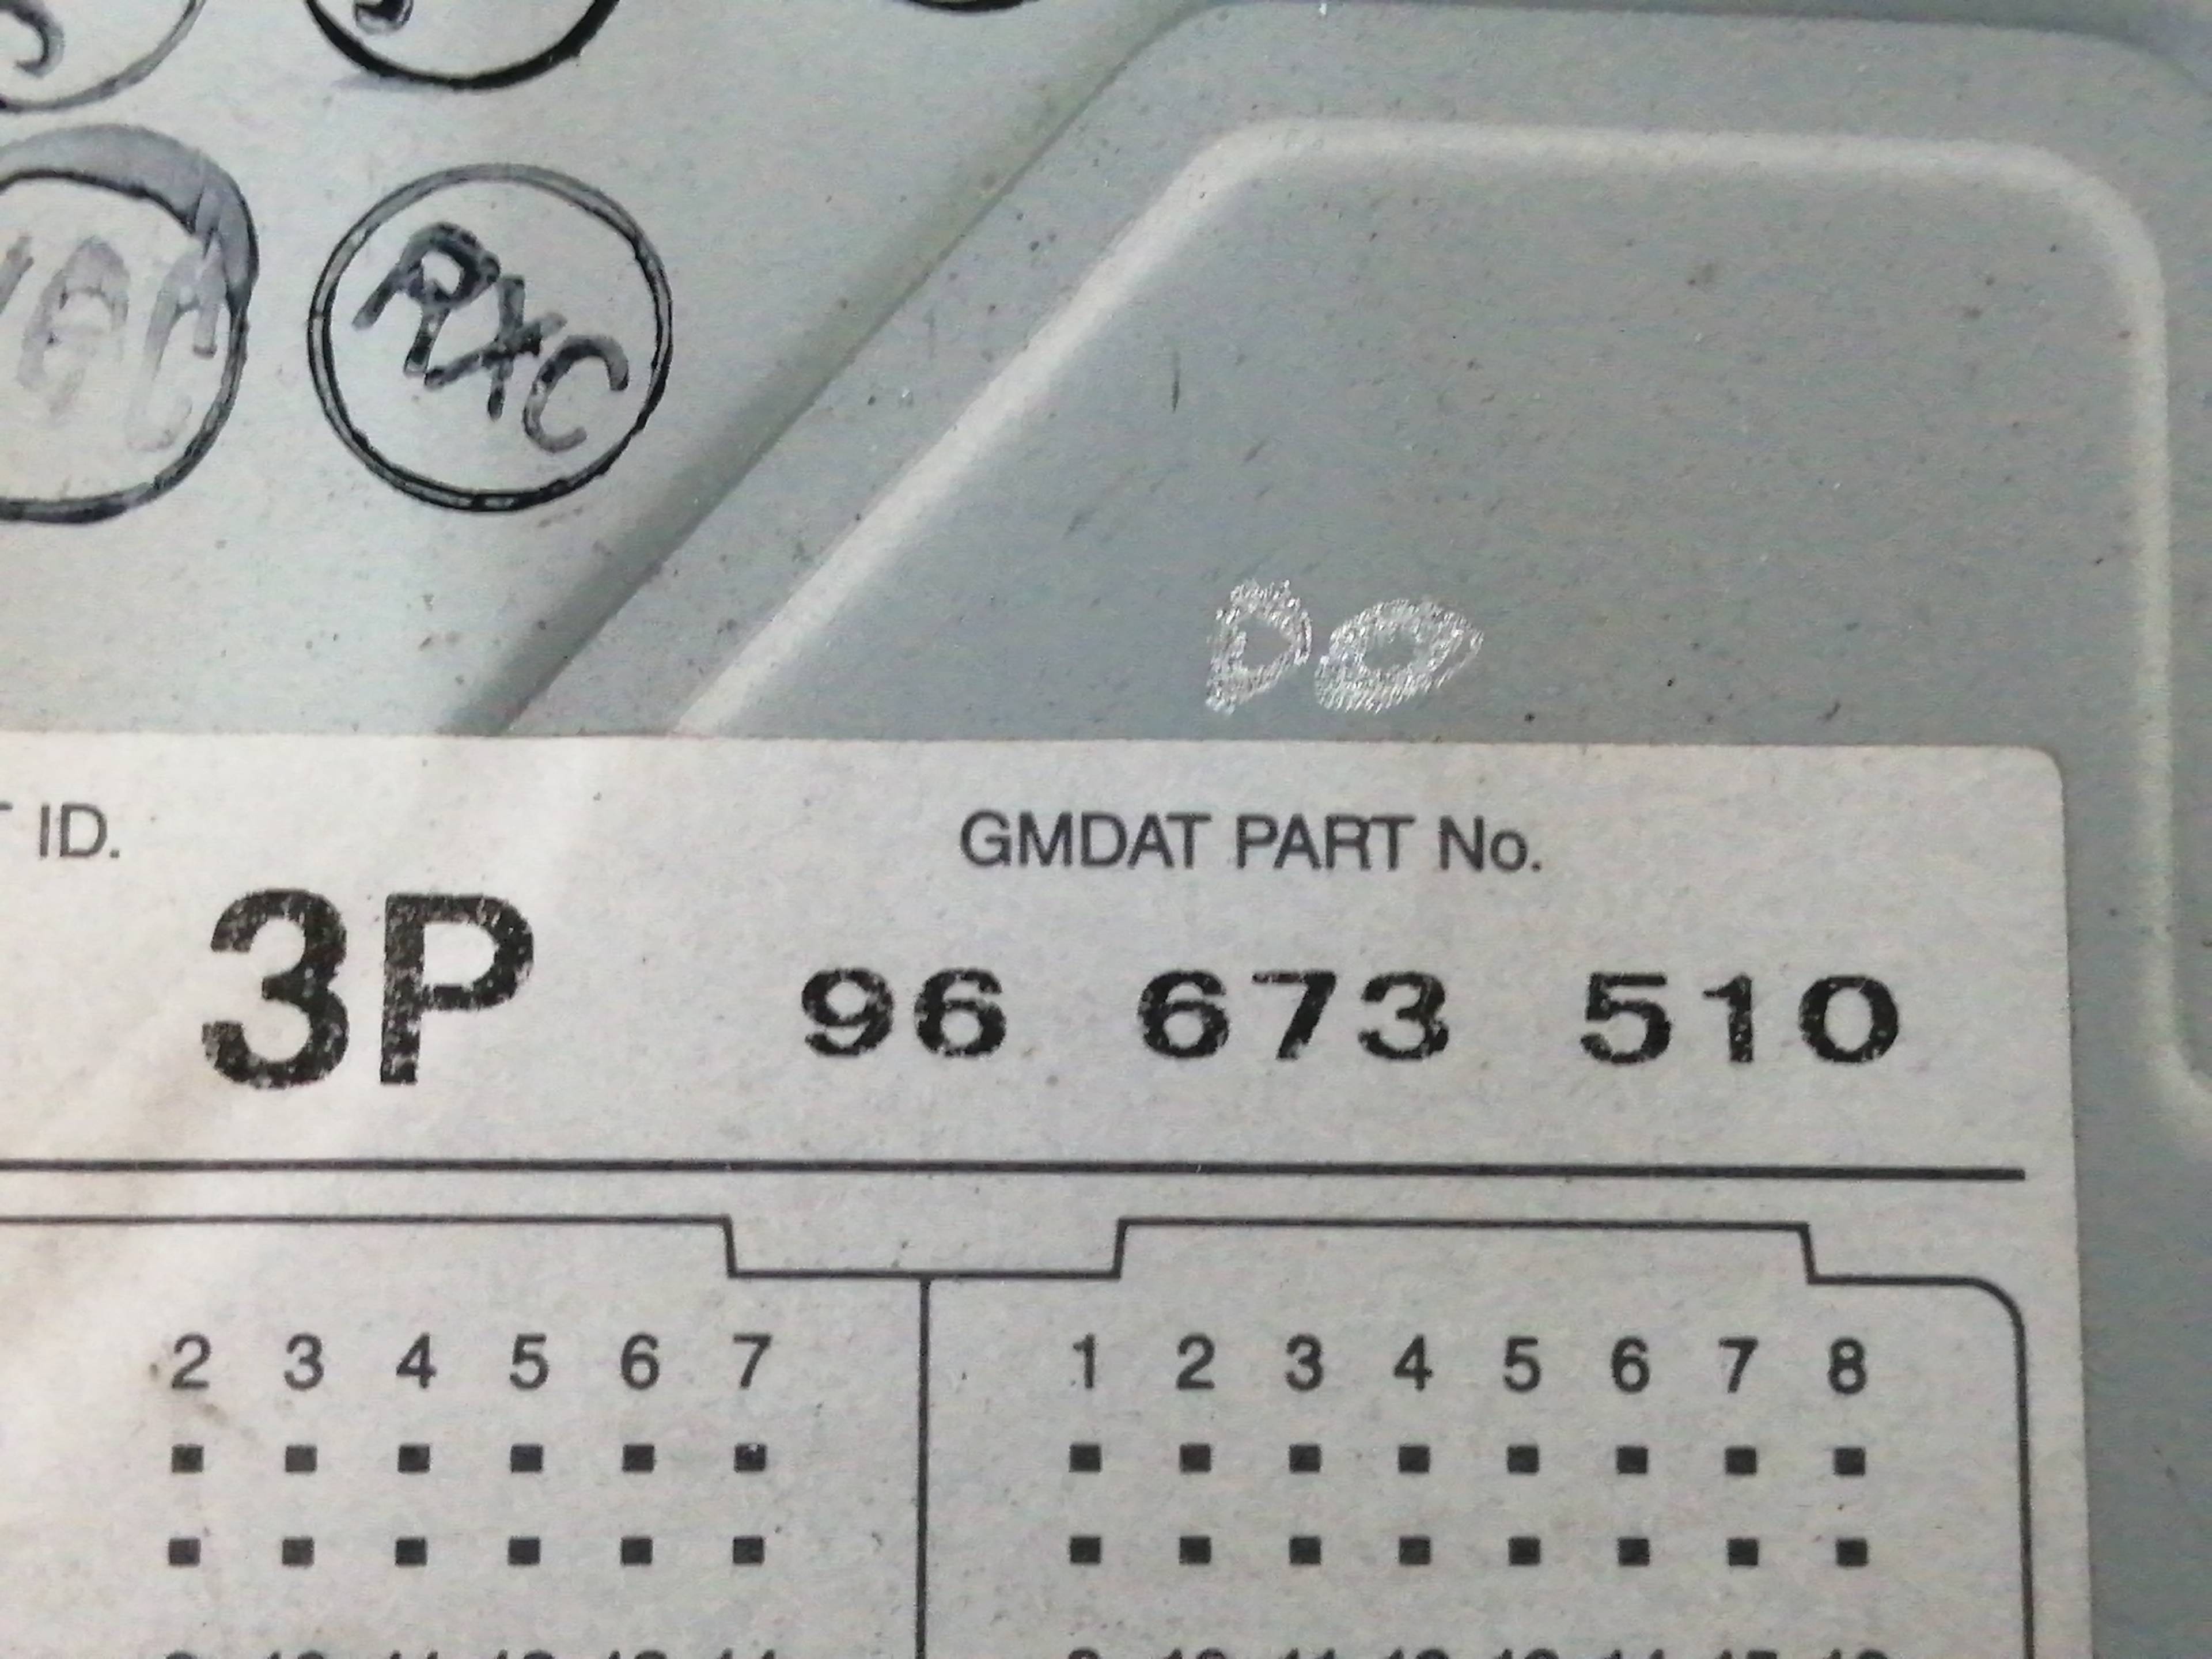 RXC
DO
ID.
GMDAT PART No.
3P
96 673 510
2 3 4 5 6 7
1 2 3 4 5 6 7 8